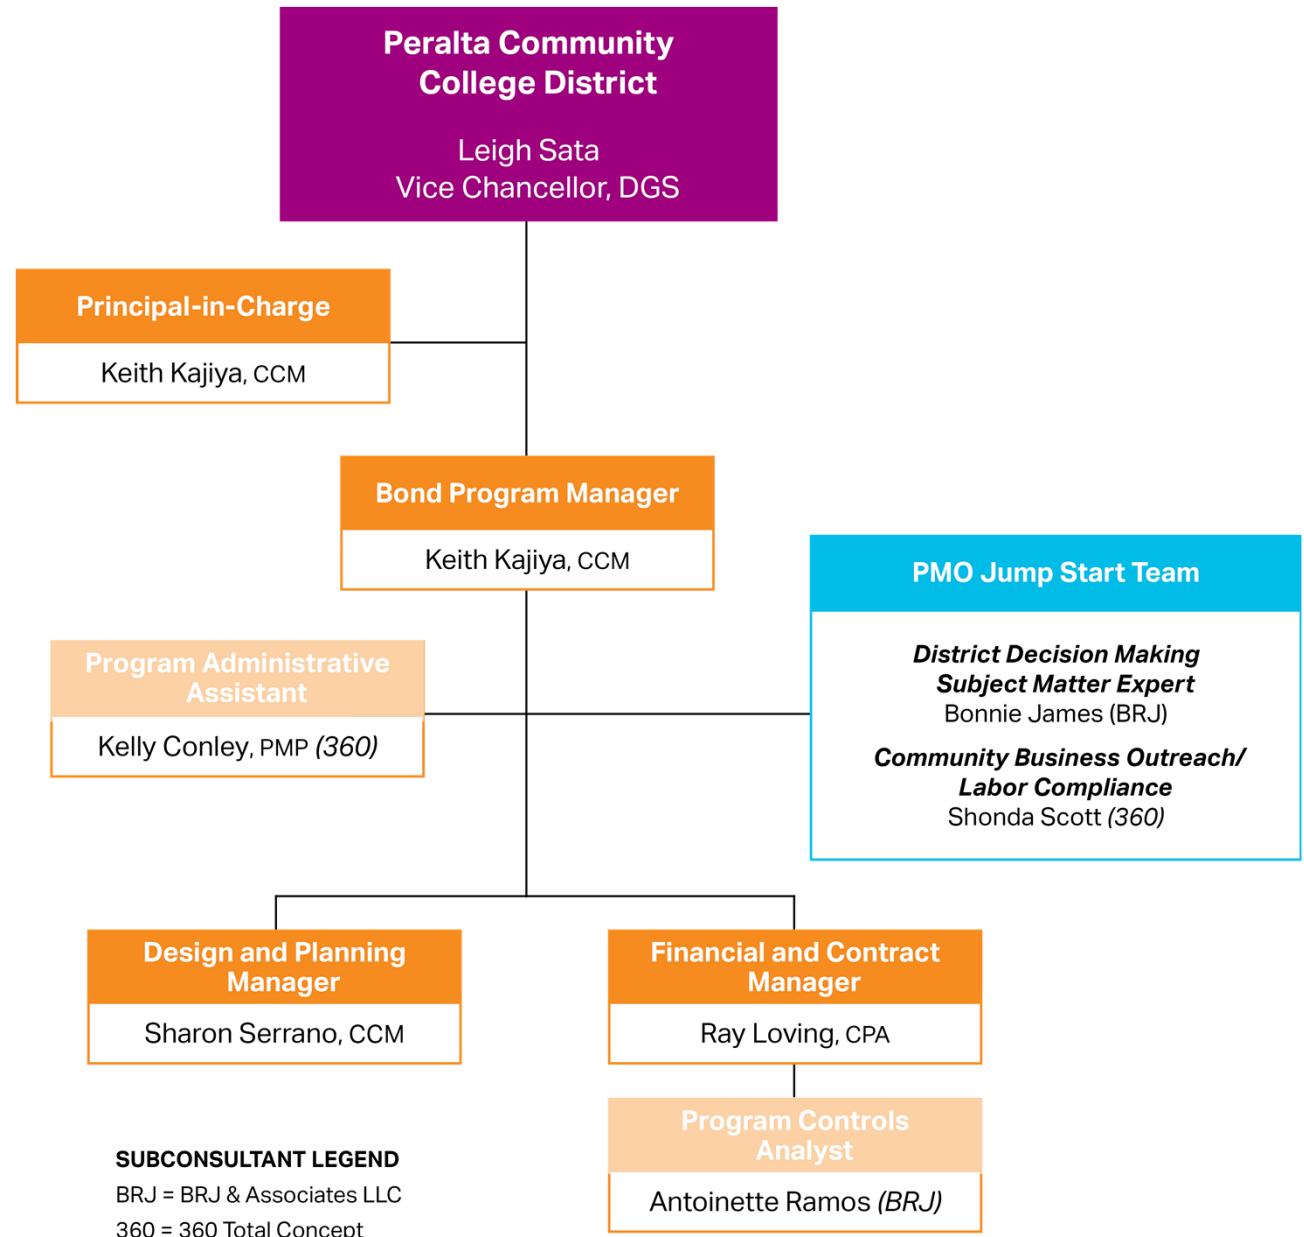 Peralta Community
College District
Leigh Sata
Vice Chancellor, DGS
Principal-in-Charge
Keith Kajiya, CCM
Bond Program Manager
Keith Kajiya, CCM
PMO Jump Start Team
District Decision Making
Subject Matter Expert
Bonnie James (BRJ)
Community Business Outreach/
Labor Compliance
Shonda Scott (360)
Program Administrative
Assistant
Kelly Conley, PMP (360)
Design and Planning
Manager
Sharon Serrano, CCM
Financial and Contract
Manager
Ray Loving, CPA
Program Controls
Analyst
Antoinette Ramos (BRJ)
SUBCONSULTANT LEGEND
BRJ = BRJ & Associates LLC
360 = 360 Total Concept